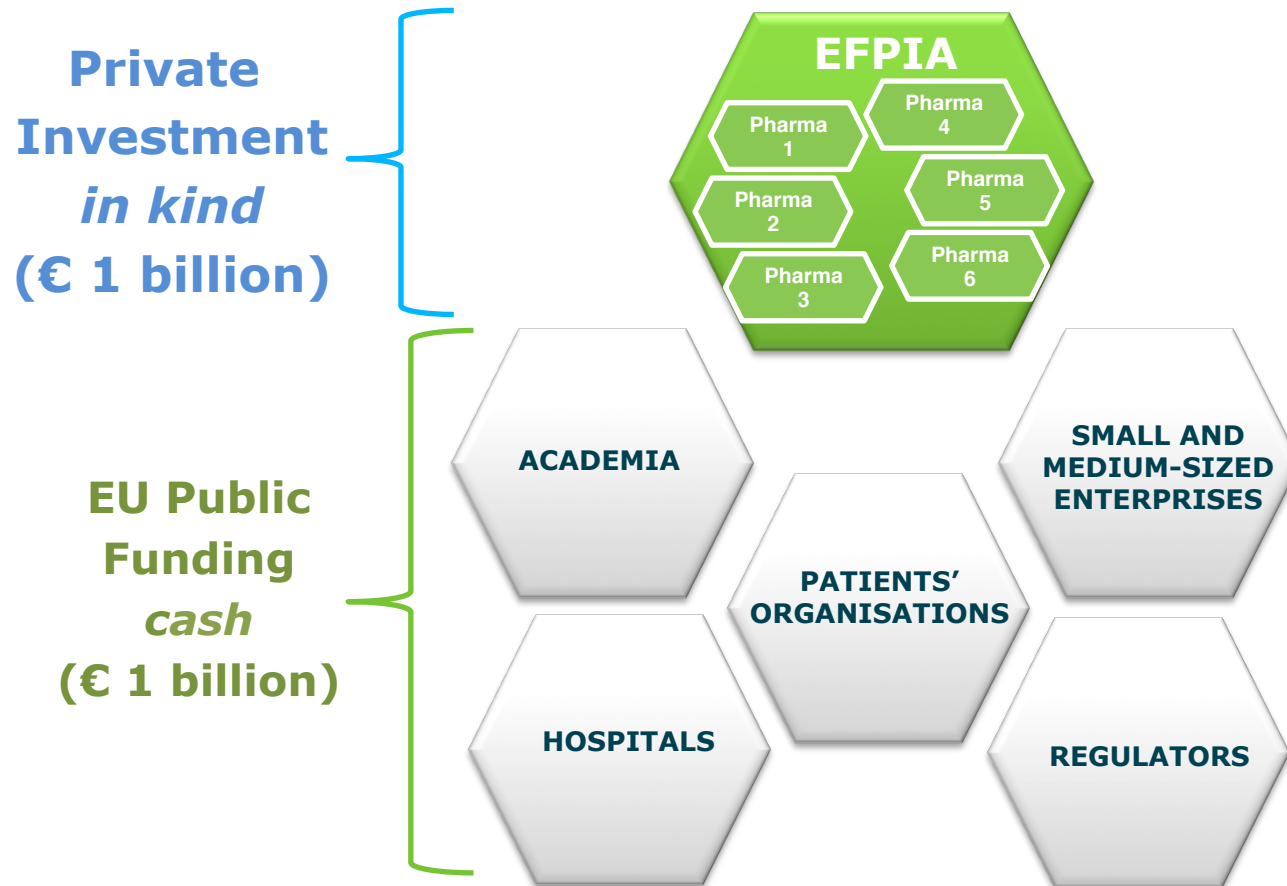 Private
Investment
in kind
(€ 1 billion)
EFPIA
Pharma
1
Pharma
4
Pharma
2
Pharma
5
Pharma
3
Pharma
6
EU Public
Funding
cash
(€ 1 billion)
ACADEMIA
SMALL AND
MEDIUM-SIZED
ENTERPRISES
PATIENTS’
ORGANISATIONS
HOSPITALS
REGULATORS